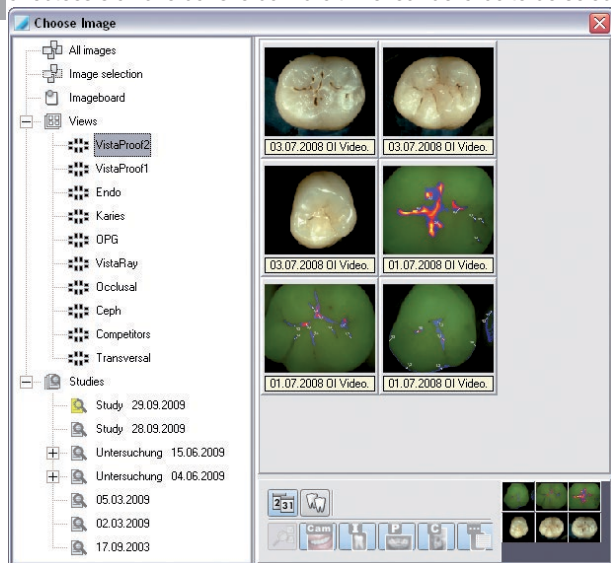 Choose Image
All images
Image selection
Imageboard
Views
VistaProof2
VistaProof1
Endo
Karies
OPG
VistaRay
Occlusal
Ceph
Competitors
Transversal
Studies
Study 29.09.2009
Study 28.09.2009
Untersuchung 15.06.2009
Untersuchung 04.06.2009
05.03.2009
02.03.2009
17.09.2003
03.07.2008 OI Video.
03.07.2008 OI Video.
03.07.2008 OI Video.
01.07.2008 OI Video.
01.07.2008 OI Video.
01.07.2008 OI Video.
2 31
Cam
I
P
C